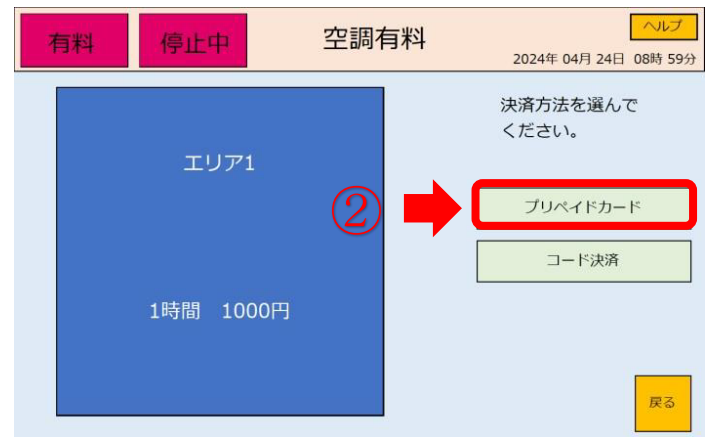 有料
停止中
空調有料
ヘルプ
2024年 04月 24日 08時 59分
決済方法を選んで
ください。
エリア1
1時間 1000円
②
プリペイドカード
コード決済
戻る